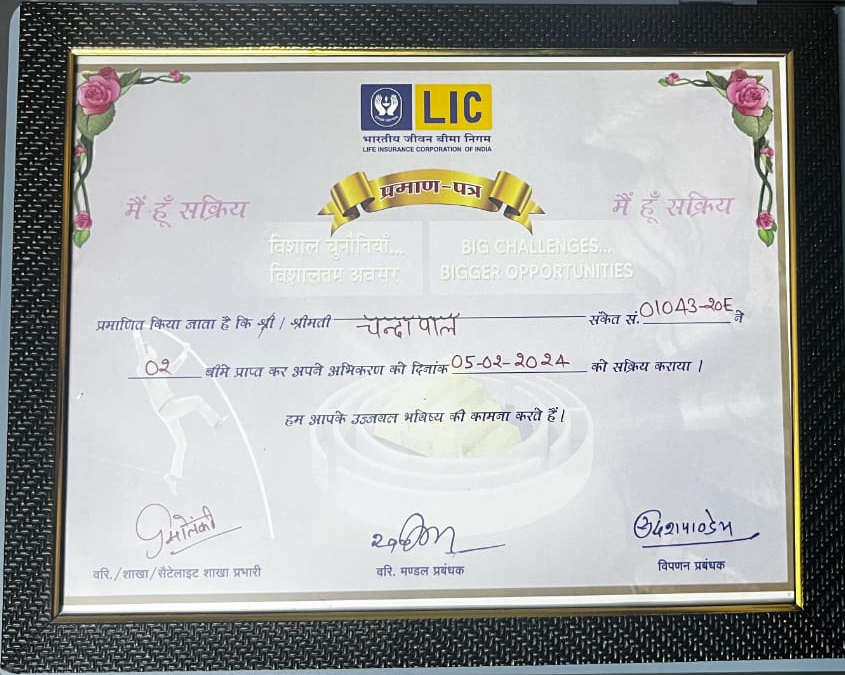 LIC
भारतीय जीवन बीमा निगम
LIFE INSURANCE CORPORATION OF INDIA
प्रमाण-पत्र
मैं हूँ सक्रिय मैं हूँ सक्रिय
विशाल चुनौतियाँ... BIG CHALLENGES...
विशालतम अवसर BIGGER OPPORTUNITIES
प्रमाणित किया जाता है कि श्री / श्रीमती चन्द्रा पाल संकेत सं. 01043-20E ने
02 बीमे प्राप्त कर अपने अभिकरण को दिनांक 05-02-2024 को सक्रिय कराया ।
हम आपके उज्जवल भविष्य की कामना करते हैं।
वरि./शाखा/सैटेलाइट शाखा प्रभारी वरि. मण्डल प्रबंधक विपणन प्रबंधक